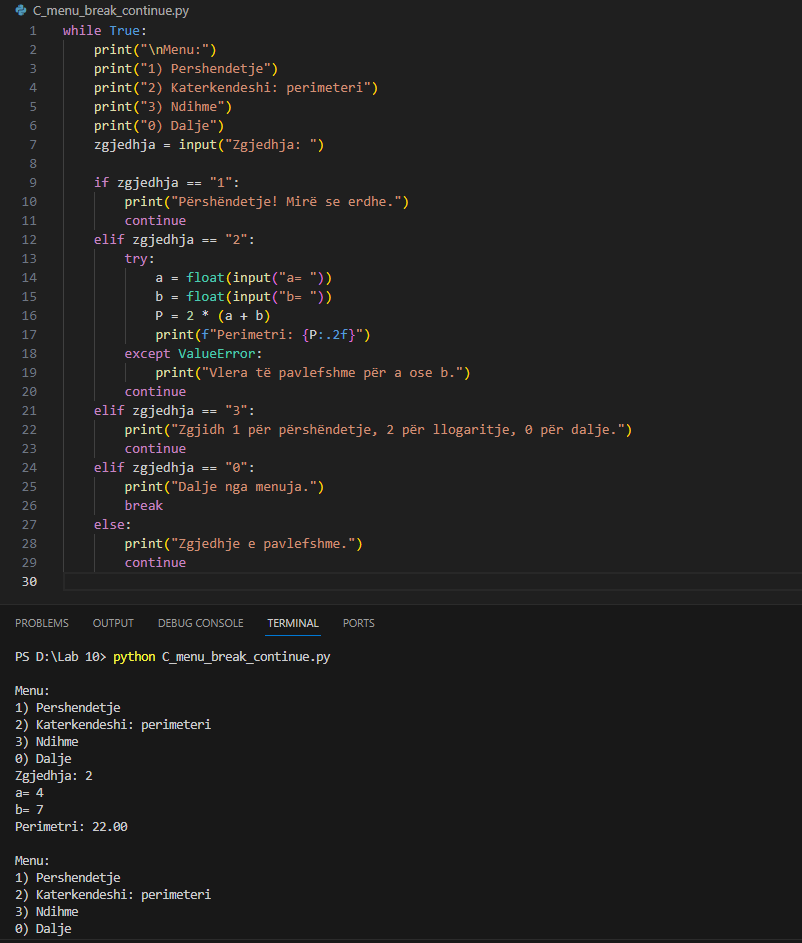 C_menu_break_continue.py
1 while True:
2     print("\nMenu:")
3     print("1) Pershendetje")
4     print("2) Katerkendeshi: perimeteri")
5     print("3) Ndihme")
6     print("0) Dalje")
7     zgjedhja = input("Zgjedhja: ")
8
9     if zgjedhja == "1":
10         print("Përshëndetje! Mirë se erdhe.")
11         continue
12     elif zgjedhja == "2":
13         try:
14             a = float(input("a= "))
15             b = float(input("b= "))
16             P = 2 * (a + b)
17             print(f"Perimetri: {P:.2f}")
18         except ValueError:
19             print("Vlera të pavlefshme për a ose b.")
20         continue
21     elif zgjedhja == "3":
22         print("Zgjidh 1 për përshëndetje, 2 për llogaritje, 0 për dalje.")
23         continue
24     elif zgjedhja == "0":
25         print("Dalje nga menuja.")
26         break
27     else:
28         print("Zgjedhje e pavlefshme.")
29         continue
30
PROBLEMS OUTPUT DEBUG CONSOLE TERMINAL PORTS
PS D:\Lab 10> python C_menu_break_continue.py
Menu:
1) Pershendetje
2) Katerkendeshi: perimeteri
3) Ndihme
0) Dalje
Zgjedhja: 2
a= 4
b= 7
Perimetri: 22.00
Menu:
1) Pershendetje
2) Katerkendeshi: perimeteri
3) Ndihme
0) Dalje